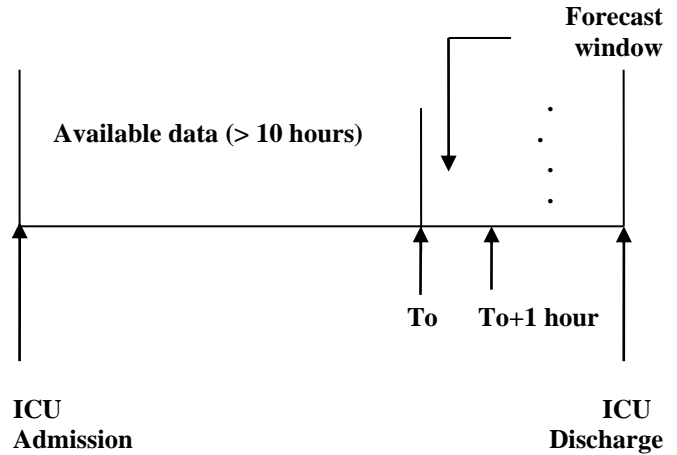 Forecast
window
Available data (> 10 hours)
To
To+1 hour
ICU
Admission
ICU
Discharge